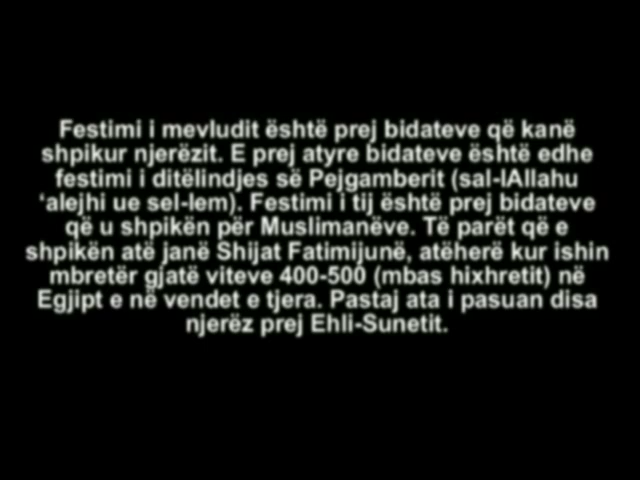 Festimi i mevludit është prej bidateve që kanë
shpikur njerëzit. E prej atyre bidateve është edhe
festimi i ditëlindjes së Pejgamberit (sal-lAllahu
‘alejhi ue sel-lem). Festimi i tij është prej bidateve
që u shpikën për Muslimanëve. Të parët që e
shpikën atë janë Shijat Fatimijunë, atëherë kur ishin
mbretër gjatë viteve 400-500 (mbas hixhretit) në
Egjipt e në vendet e tjera. Pastaj ata i pasuan disa
njerëz prej Ehli-Sunetit.